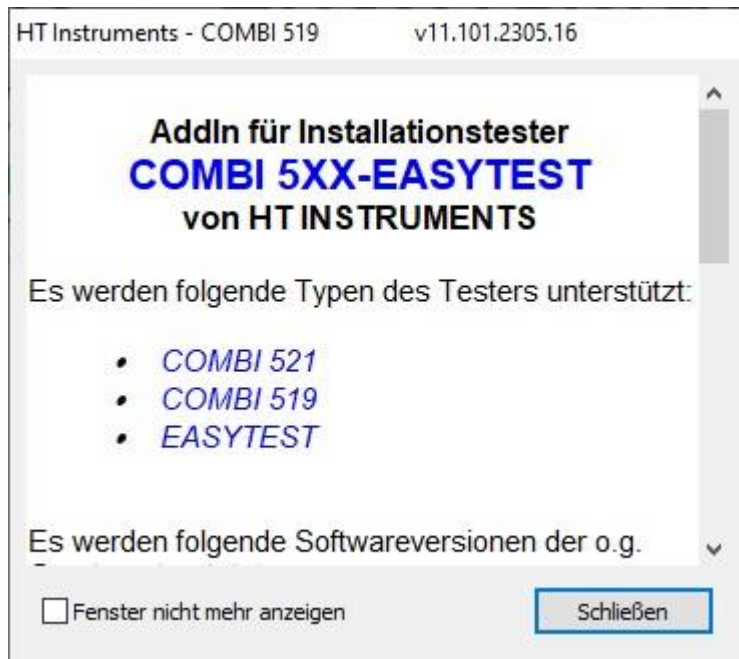 HT Instruments - COMBI 519 v11.101.2305.16
AddIn für Installationstester
COMBI 5XX-EASYTEST
von HT INSTRUMENTS
Es werden folgende Typen des Testers unterstützt:
• COMBI 521
• COMBI 519
• EASYTEST
Es werden folgende Softwareversionen der o.g.
Fenster nicht mehr anzeigen
Schließen